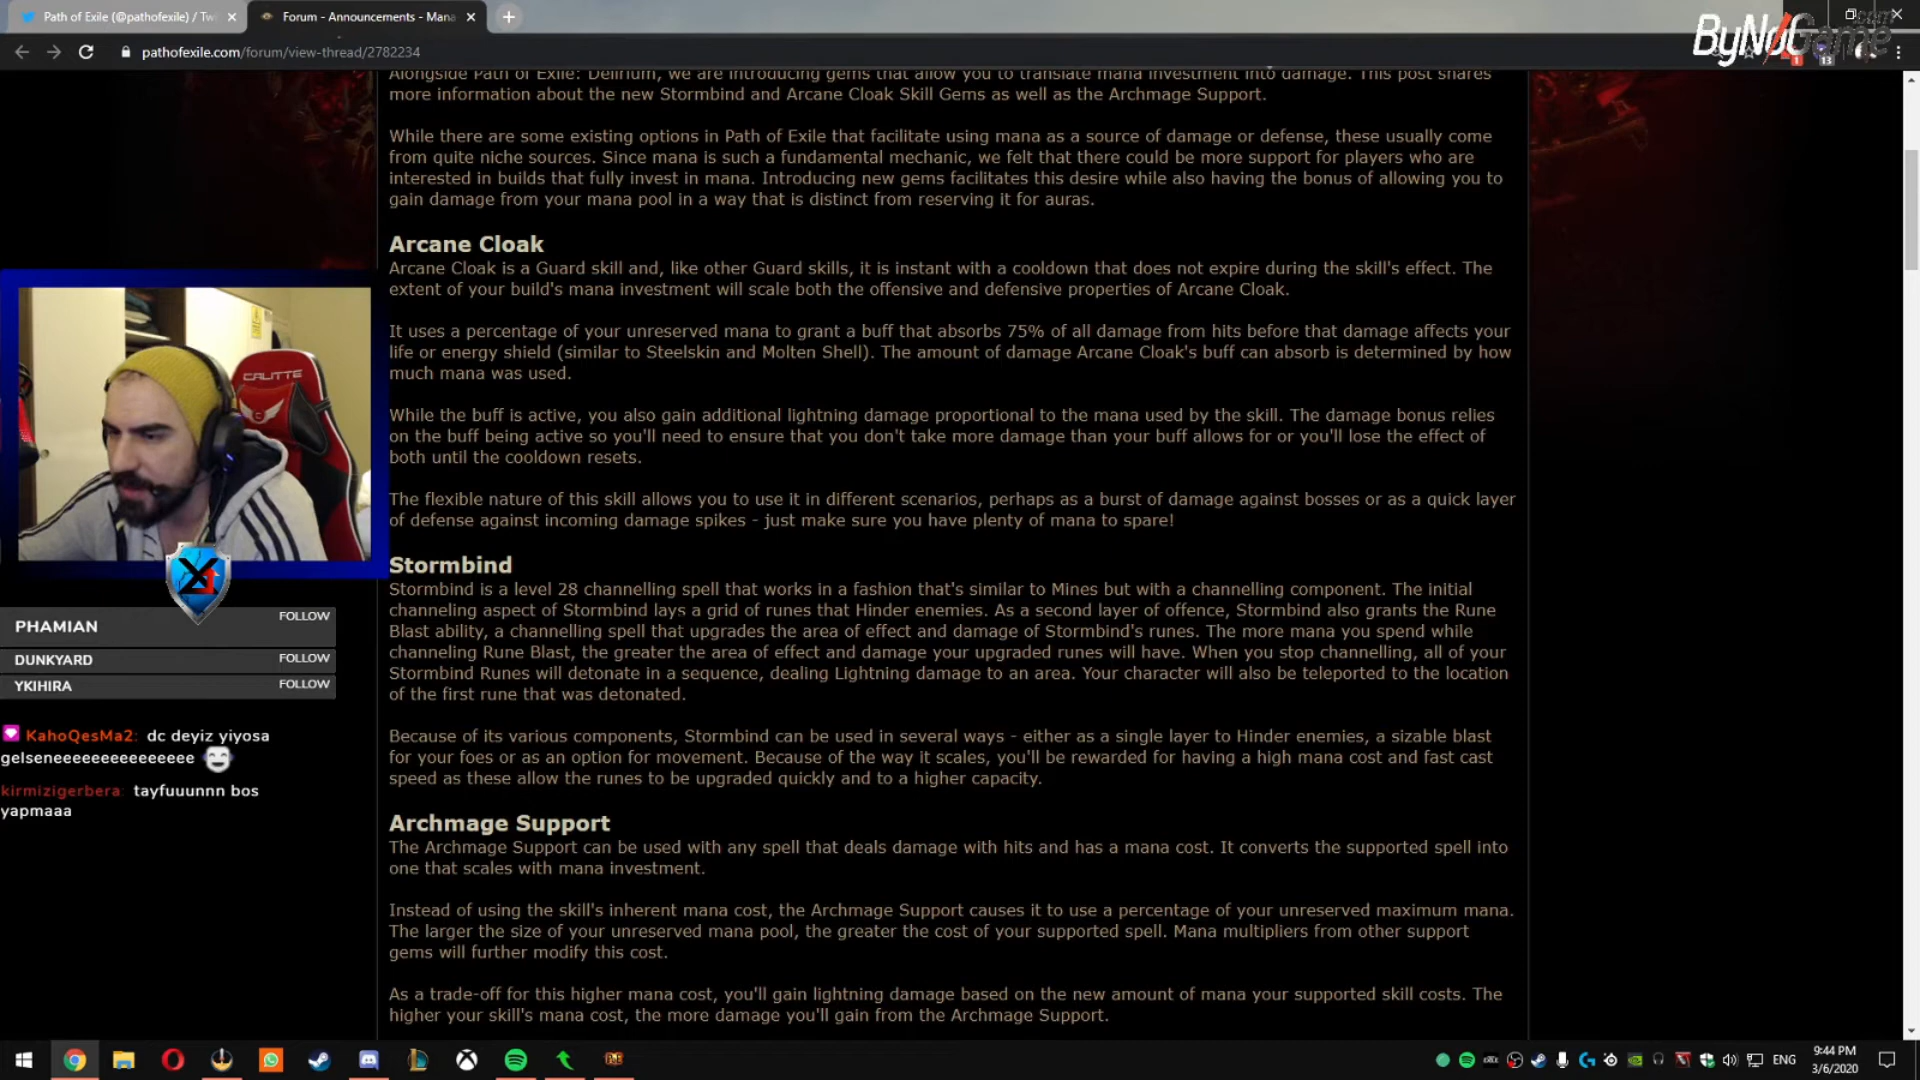 Path of Exile (@pathofexile) / Twi
Forum - Announcements - Mana
ByNoGame
.com
pathofexile.com/forum/view-thread/2782234
1
13
Alongside Path of Exile: Delirium, we are introducing gems that allow you to translate mana investment into damage. This post shares
more information about the new Stormbind and Arcane Cloak Skill Gems as well as the Archmage Support.
While there are some existing options in Path of Exile that facilitate using mana as a source of damage or defense, these usually come
from quite niche sources. Since mana is such a fundamental mechanic, we felt that there could be more support for players who are
interested in builds that fully invest in mana. Introducing new gems facilitates this desire while also having the bonus of allowing you to
gain damage from your mana pool in a way that is distinct from reserving it for auras.
Arcane Cloak
Arcane Cloak is a Guard skill and, like other Guard skills, it is instant with a cooldown that does not expire during the skill's effect. The
extent of your build's mana investment will scale both the offensive and defensive properties of Arcane Cloak.
It uses a percentage of your unreserved mana to grant a buff that absorbs 75% of all damage from hits before that damage affects your
life or energy shield (similar to Steelskin and Molten Shell). The amount of damage Arcane Cloak's buff can absorb is determined by how
much mana was used.
While the buff is active, you also gain additional lightning damage proportional to the mana used by the skill. The damage bonus relies
on the buff being active so you'll need to ensure that you don't take more damage than your buff allows for or you'll lose the effect of
both until the cooldown resets.
The flexible nature of this skill allows you to use it in different scenarios, perhaps as a burst of damage against bosses or as a quick layer
of defense against incoming damage spikes - just make sure you have plenty of mana to spare!
Stormbind
Stormbind is a level 28 channelling spell that works in a fashion that's similar to Mines but with a channelling component. The initial
channeling aspect of Stormbind lays a grid of runes that Hinder enemies. As a second layer of offence, Stormbind also grants the Rune
Blast ability, a channelling spell that upgrades the area of effect and damage of Stormbind's runes. The more mana you spend while
channeling Rune Blast, the greater the area of effect and damage your upgraded runes will have. When you stop channelling, all of your
Stormbind Runes will detonate in a sequence, dealing Lightning damage to an area. Your character will also be teleported to the location
of the first rune that was detonated.
Because of its various components, Stormbind can be used in several ways - either as a single layer to Hinder enemies, a sizable blast
for your foes or as an option for movement. Because of the way it scales, you'll be rewarded for having a high mana cost and fast cast
speed as these allow the runes to be upgraded quickly and to a higher capacity.
Archmage Support
The Archmage Support can be used with any spell that deals damage with hits and has a mana cost. It converts the supported spell into
one that scales with mana investment.
Instead of using the skill's inherent mana cost, the Archmage Support causes it to use a percentage of your unreserved maximum mana.
The larger the size of your unreserved mana pool, the greater the cost of your supported spell. Mana multipliers from other support
gems will further modify this cost.
As a trade-off for this higher mana cost, you'll gain lightning damage based on the new amount of mana your supported skill costs. The
higher your skill's mana cost, the more damage you'll gain from the Archmage Support.
CALITTE
PHAMIAN FOLLOW
DUNKYARD FOLLOW
YKIHIRA FOLLOW
KahoQesMa2: dc deyiz yiyosa
gelseneeeeeeeeeeeeeee
kirmizigerbera: tayfuuunnn bos
yapmaaa
ENG
9:44 PM
3/6/2020